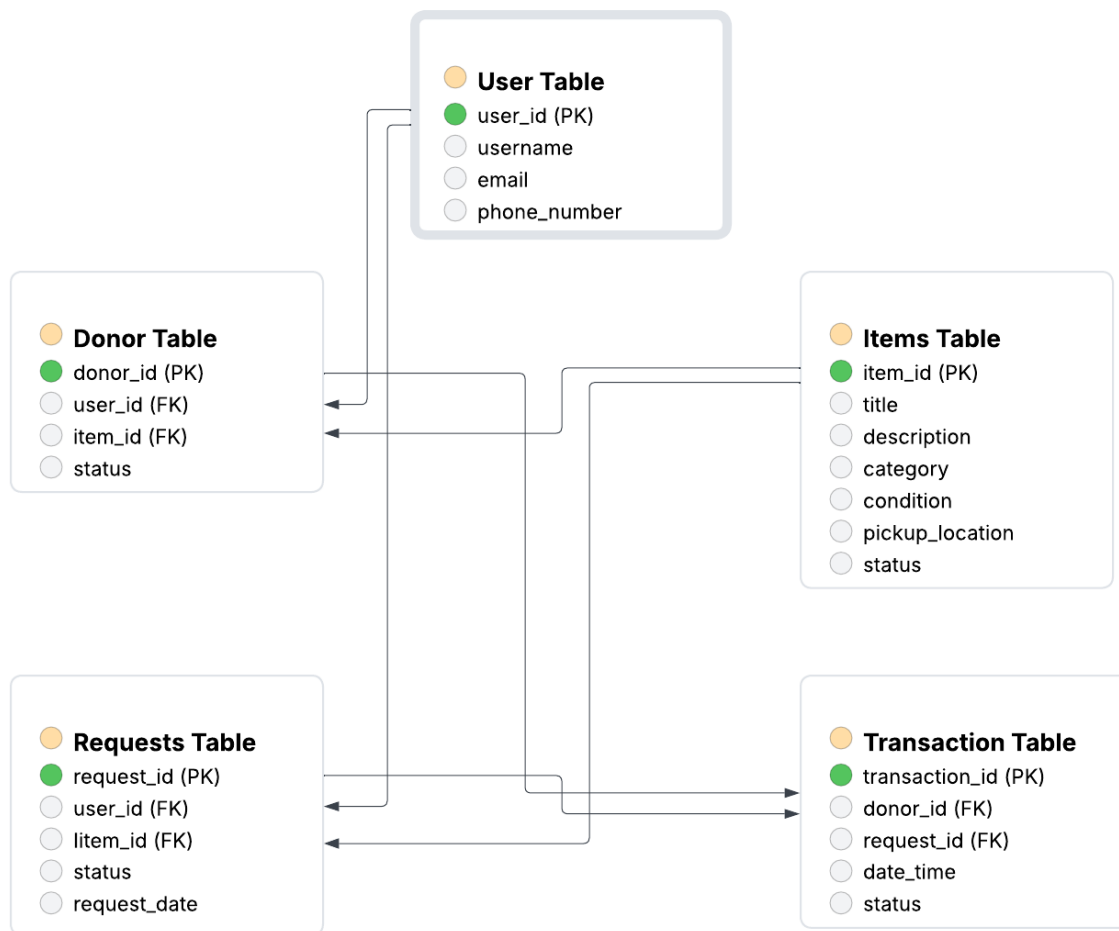 User Table
user_id (PK)
username
email
phone_number
Donor Table
donor_id (PK)
user_id (FK)
item_id (FK)
status
Items Table
item_id (PK)
title
description
category
condition
pickup_location
status
Requests Table
request_id (PK)
user_id (FK)
litem_id (FK)
status
request_date
Transaction Table
transaction_id (PK)
donor_id (FK)
request_id (FK)
date_time
status